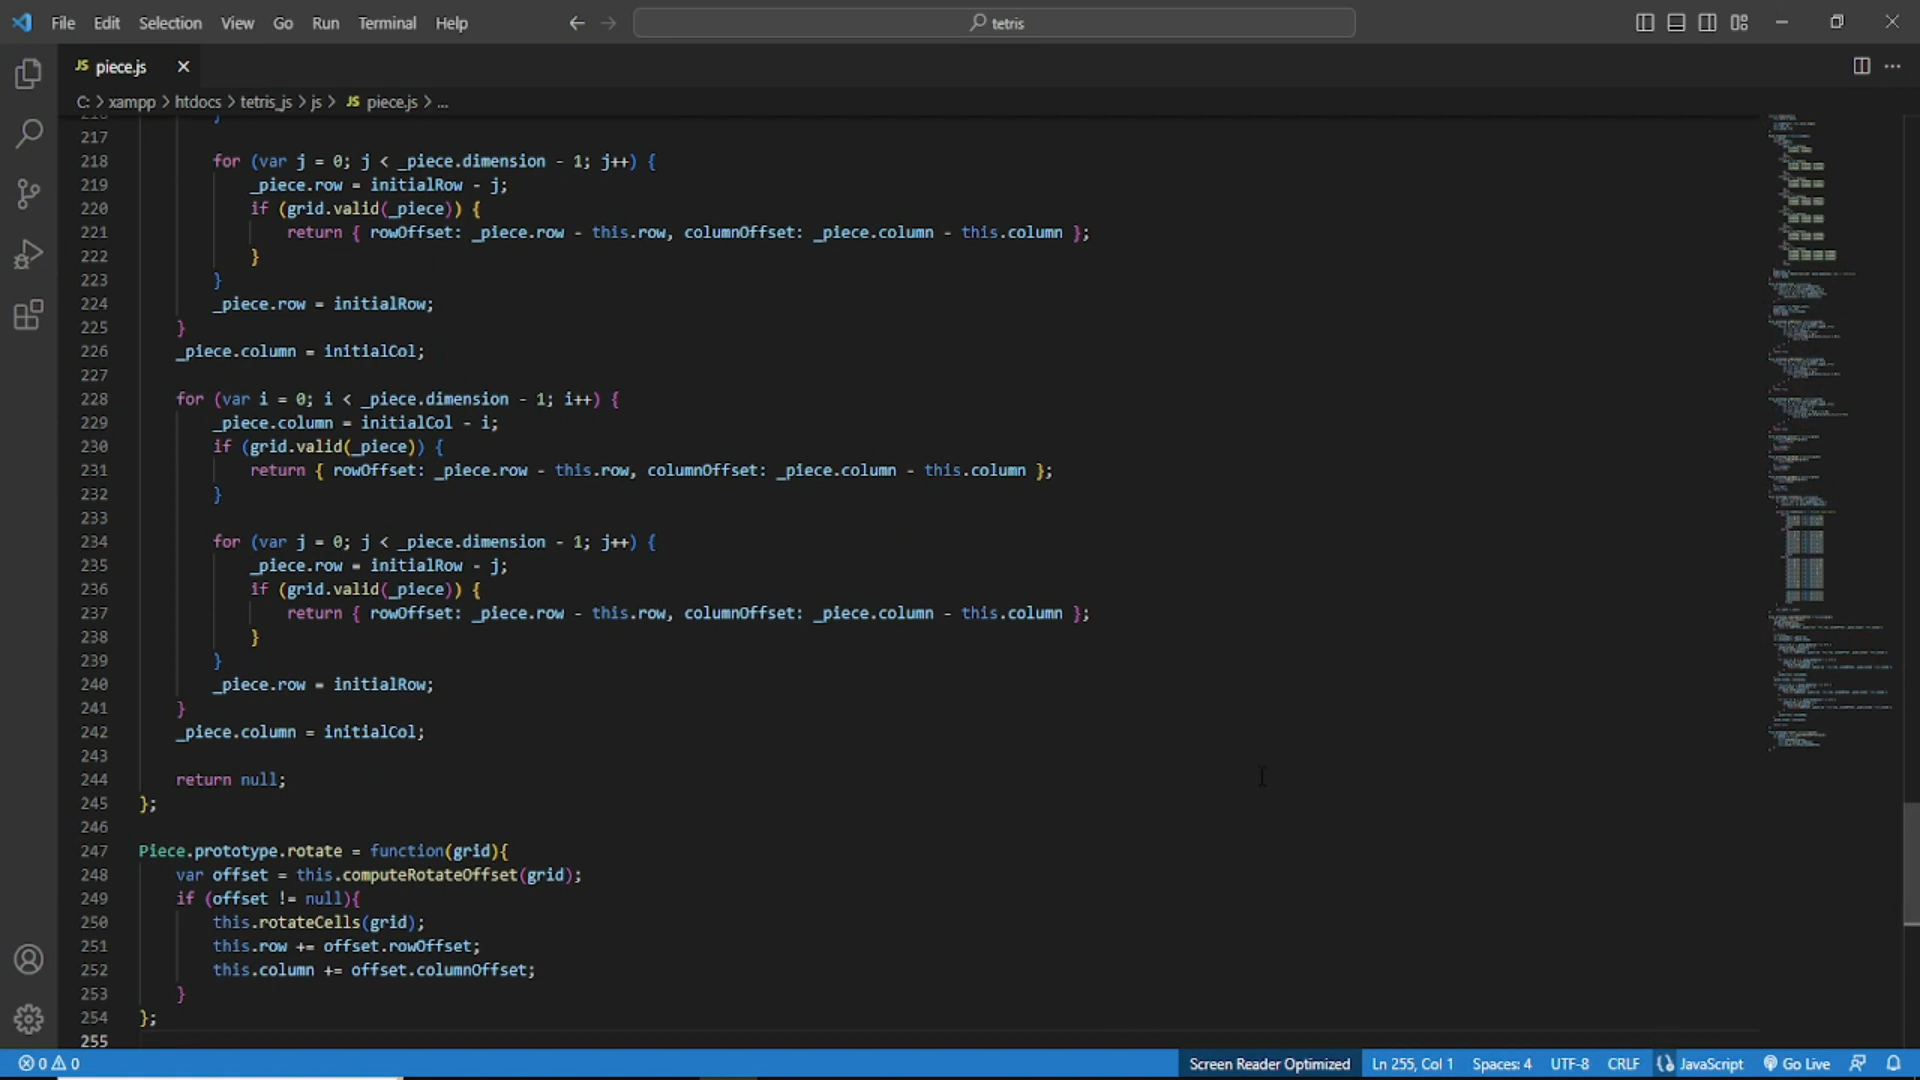 File Edit Selection View Go Run Terminal Help tetris
JS piece.js
C: > xampp > htdocs > tetris_js > js > JS piece.js > ...
216 }
217
218 for (var j = 0; j < _piece.dimension - 1; j++) {
219 _piece.row = initialRow - j;
220 if (grid.valid(_piece)) {
221 return { rowOffset: _piece.row - this.row, columnOffset: _piece.column - this.column };
222 }
223 }
224 _piece.row = initialRow;
225 }
226 _piece.column = initialCol;
227
228 for (var i = 0; i < _piece.dimension - 1; i++) {
229 _piece.column = initialCol - i;
230 if (grid.valid(_piece)) {
231 return { rowOffset: _piece.row - this.row, columnOffset: _piece.column - this.column };
232 }
233
234 for (var j = 0; j < _piece.dimension - 1; j++) {
235 _piece.row = initialRow - j;
236 if (grid.valid(_piece)) {
237 return { rowOffset: _piece.row - this.row, columnOffset: _piece.column - this.column };
238 }
239 }
240 _piece.row = initialRow;
241 }
242 _piece.column = initialCol;
243
244 return null;
245 };
246
247 Piece.prototype.rotate = function(grid){
248 var offset = this.computeRotateOffset(grid);
249 if (offset != null){
250 this.rotateCells(grid);
251 this.row += offset.rowOffset;
252 this.column += offset.columnOffset;
253 }
254 };
255
0 0 Screen Reader Optimized Ln 255, Col 1 Spaces: 4 UTF-8 CRLF JavaScript Go Live